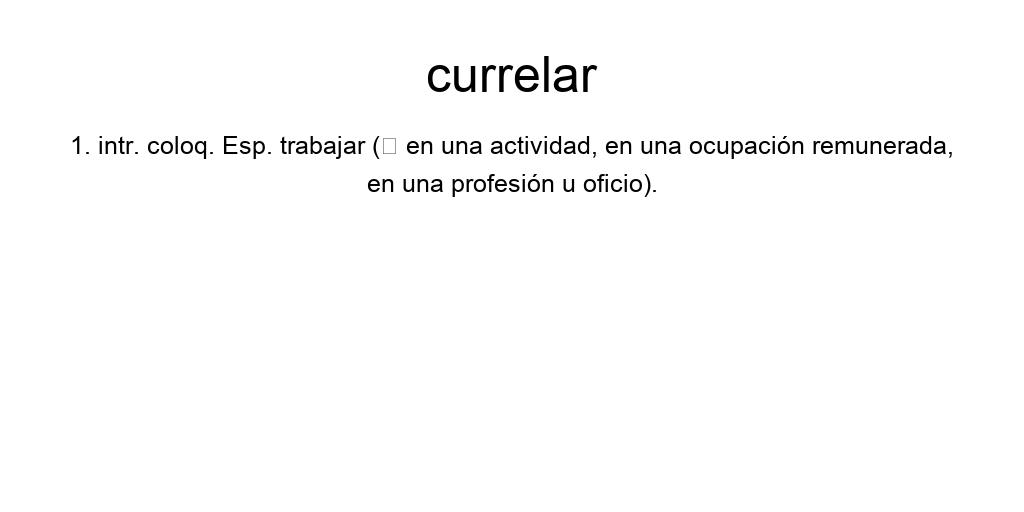 currelar
1. intr. coloq. Esp. trabajar (□ en una actividad, en una ocupación remunerada,
en una profesión u oficio).